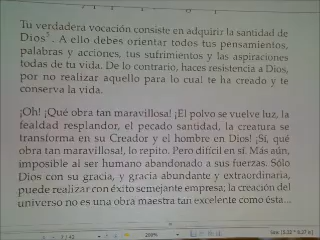 Tu verdadera vocación consiste en adquirir la santidad de
Dios⁵. A ello debes orientar todos tus pensamientos,
palabras y acciones, tus sufrimientos y las aspiraciones
todas de tu vida. De lo contrario, haces resistencia a Dios,
por no realizar aquello para lo cual te ha creado y te
conserva la vida.
¡Oh! ¡Qué obra tan maravillosa! ¡El polvo se vuelve luz, la
fealdad resplandor, el pecado santidad, la creatura se
transforma en su Creador y el hombre en Dios! ¡Sí, qué
obra tan maravillosa!, lo repito. Pero difícil en sí. Más aún,
imposible al ser humano abandonado a sus fuerzas. Sólo
Dios con su gracia, y gracia abundante y extraordinaria,
puede realizar con éxito semejante empresa; la creación del
universo no es una obra maestra tan excelente como ésta...
7 / 42
200%